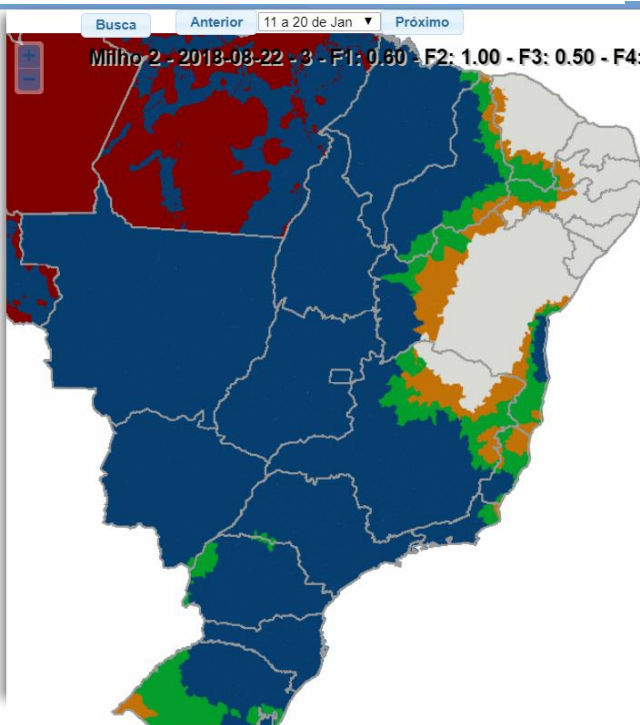 Busca Anterior 11 a 20 de Jan Próximo
Milho 2 - 2018-08-22 - 3 - F1: 0.60 - F2: 1.00 - F3: 0.50 - F4: